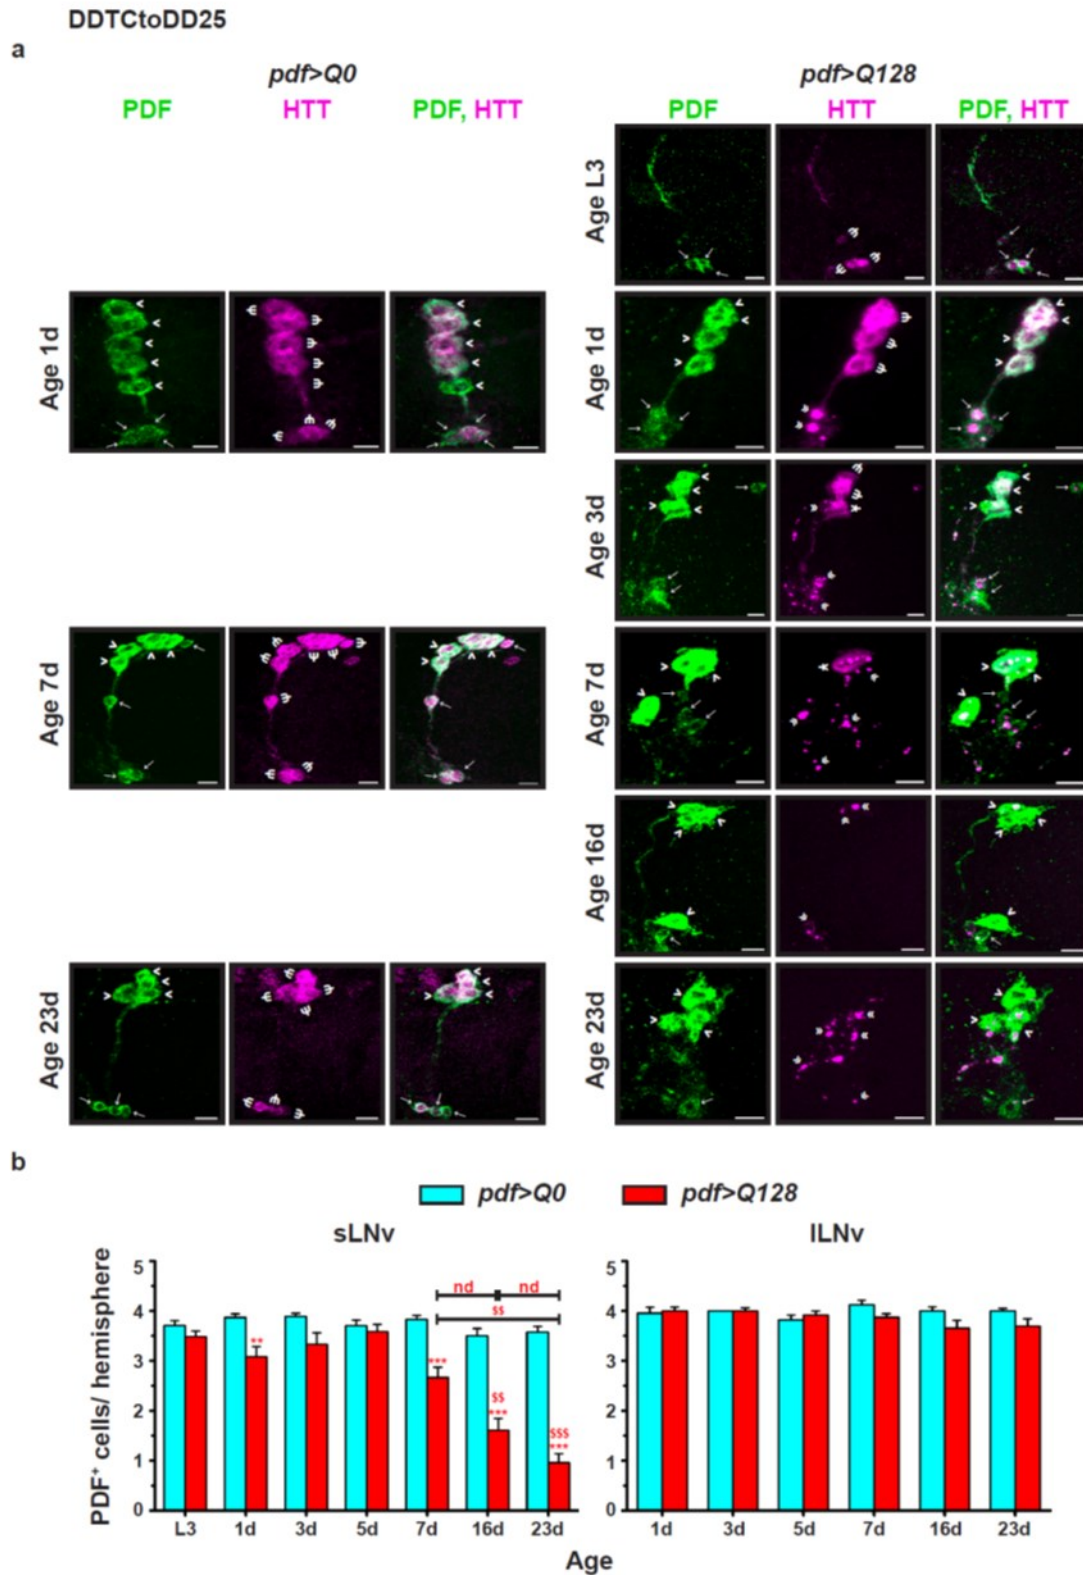 DDTCtoDD25
a
pdf>Q0
pdf>Q128
PDF HTT PDF, HTT
PDF HTT PDF, HTT
Age L3
Age 1d
Age 1d
Age 3d
Age 7d
Age 7d
Age 16d
Age 23d
Age 23d
b
pdf>Q0
pdf>Q128
sLNv
lLNv
PDF⁺ cells/ hemisphere
5
4
3
2
1
0
nd
nd
$$
**
***
$$
***
$$$
***
L3 1d 3d 5d 7d 16d 23d
5
4
3
2
1
0
1d 3d 5d 7d 16d 23d
Age